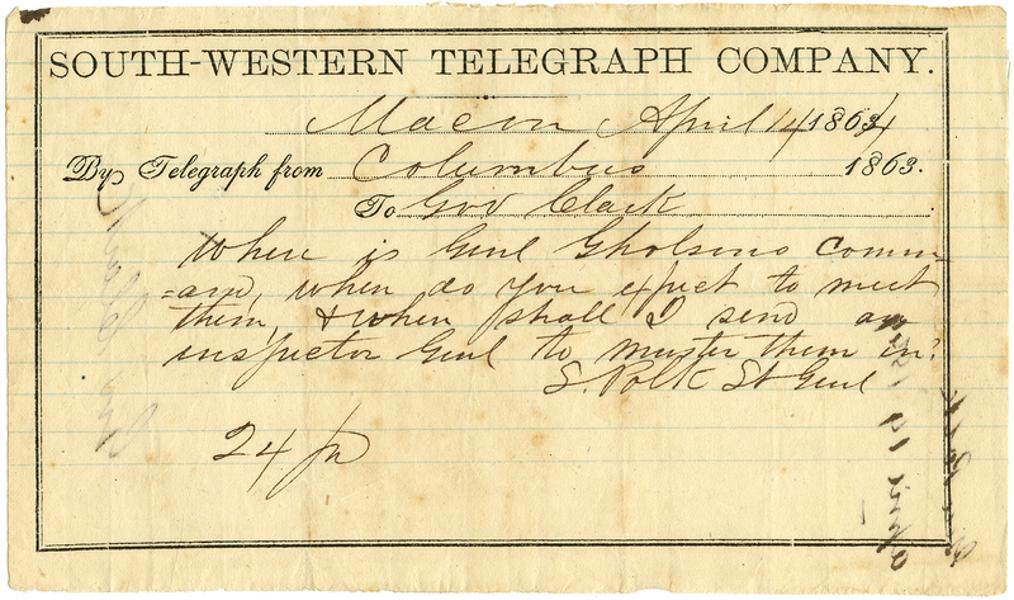 SOUTH-WESTERN TELEGRAPH COMPANY.
Macon April 14 1864
By Telegraph from Columbus 1863.
To Gov Clark
Where is Genl Gholsons Comm-
=and, when do you expect to meet
them, & when shall I send an
inspector Genl to muster them in?
L. Polk Lt Genl
24 pd